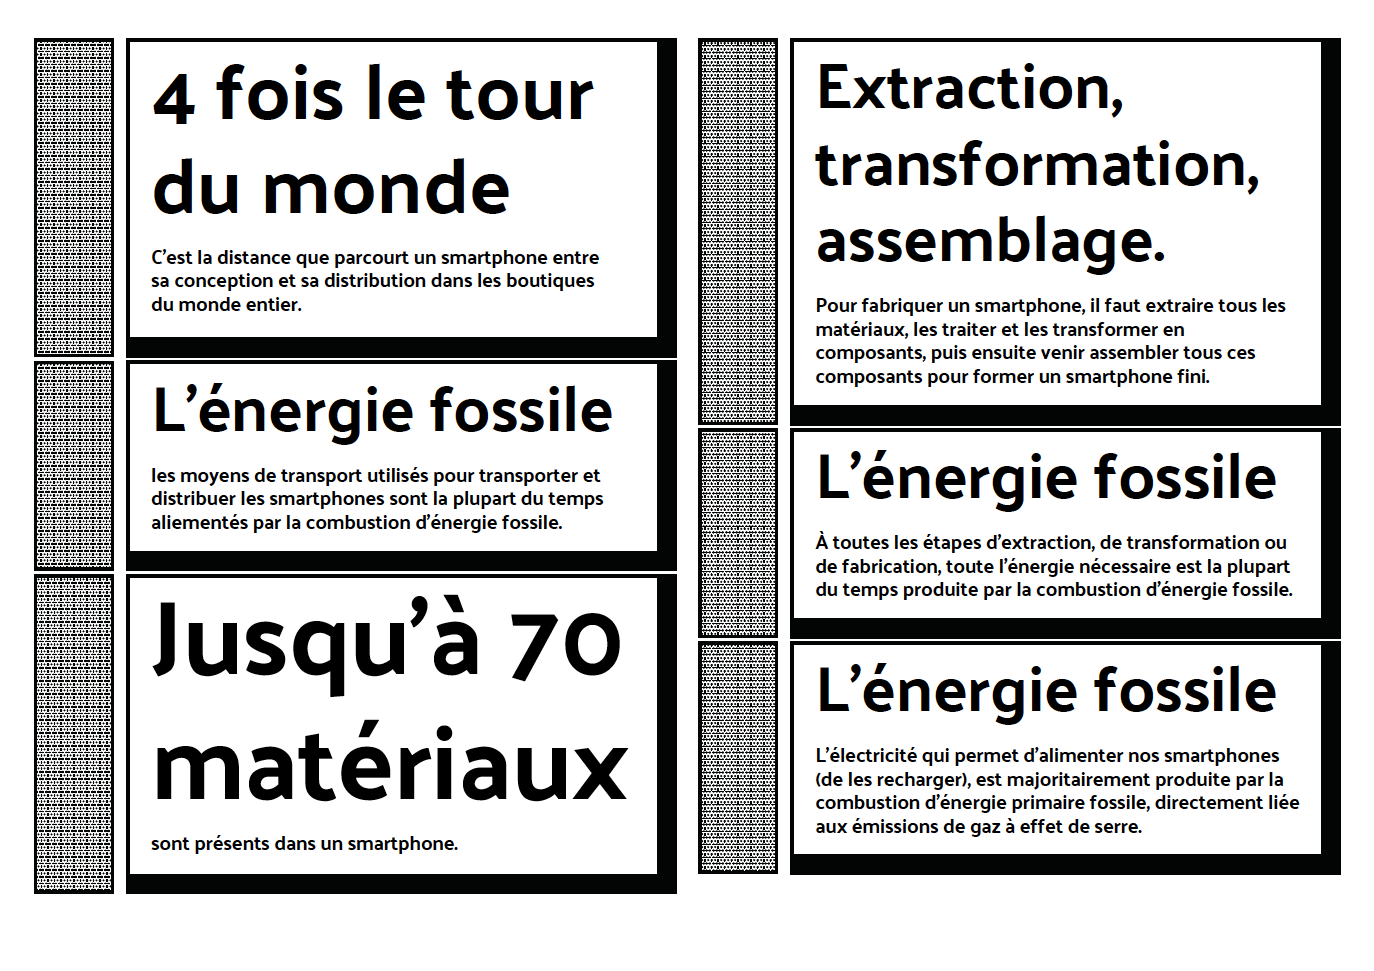 4 fois le tour
du monde
C’est la distance que parcourt un smartphone entre
sa conception et sa distribution dans les boutiques
du monde entier.
L’énergie fossile
les moyens de transport utilisés pour transporter et
distribuer les smartphones sont la plupart du temps
aliementés par la combustion d’énergie fossile.
Jusqu’à 70
matériaux
sont présents dans un smartphone.
Extraction,
transformation,
assemblage.
Pour fabriquer un smartphone, il faut extraire tous les
matériaux, les traiter et les transformer en
composants, puis ensuite venir assembler tous ces
composants pour former un smartphone fini.
L’énergie fossile
À toutes les étapes d’extraction, de transformation ou
de fabrication, toute l’énergie nécessaire est la plupart
du temps produite par la combustion d’énergie fossile.
L’énergie fossile
L’électricité qui permet d’alimenter nos smartphones
(de les recharger), est majoritairement produite par la
combustion d’énergie primaire fossile, directement liée
aux émissions de gaz à effet de serre.